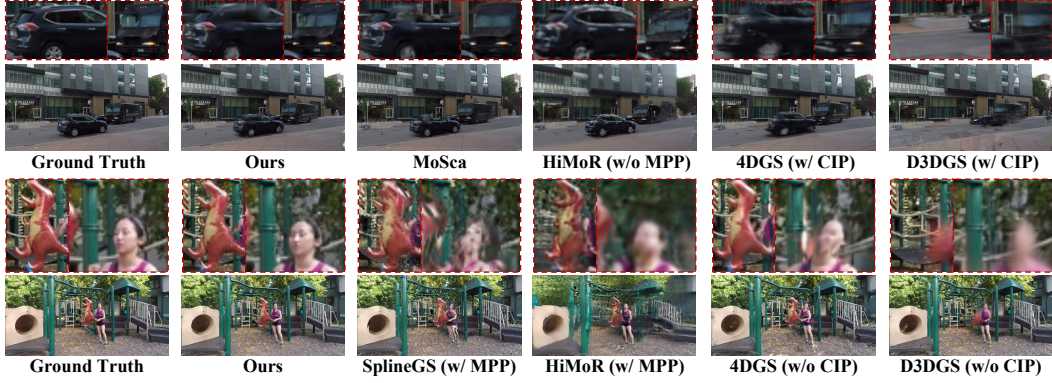 Ground Truth Ours MoSca HiMoR (w/o MPP) 4DGS (w/ CIP) D3DGS (w/ CIP)
Ground Truth Ours SplineGS (w/ MPP) HiMoR (w/ MPP) 4DGS (w/o CIP) D3DGS (w/o CIP)